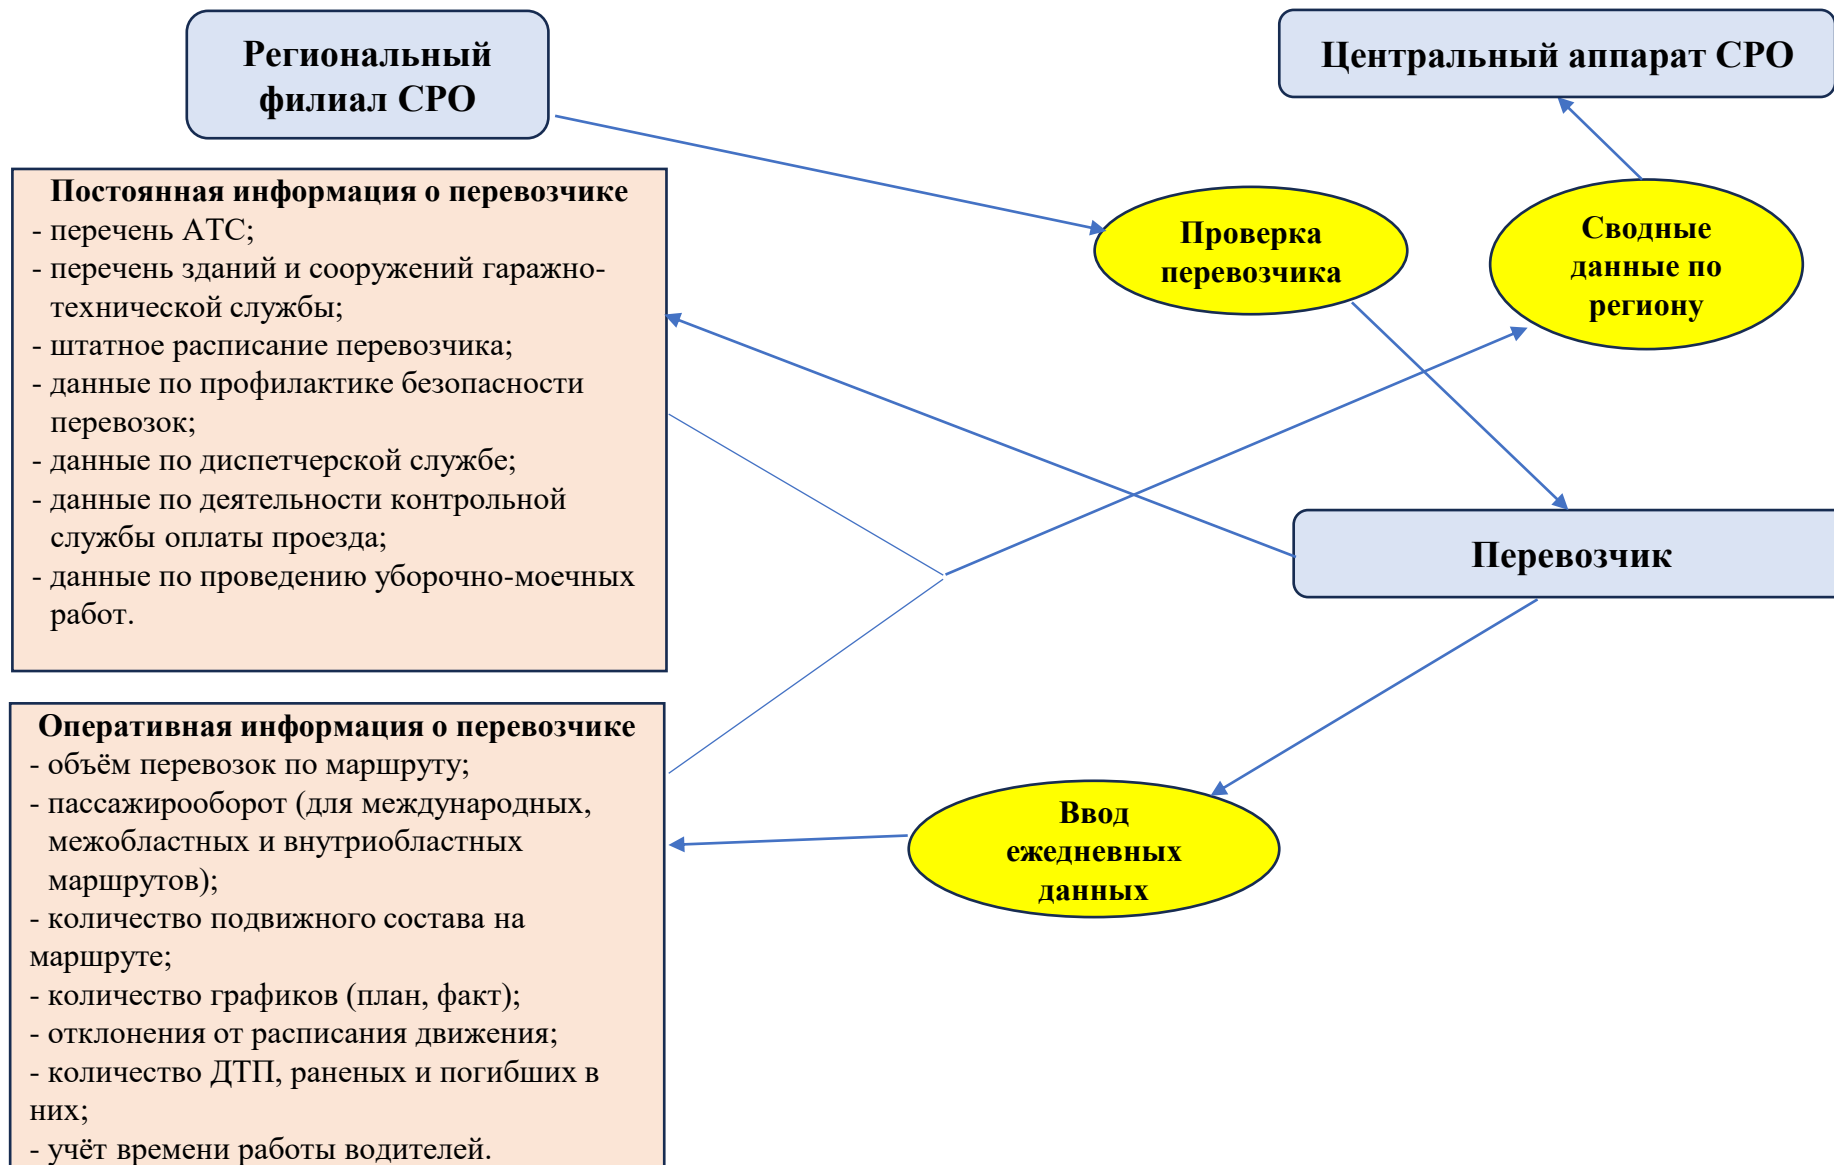 Региональный
филиал СРО
Центральный аппарат СРО
Постоянная информация о перевозчике
- перечень АТС;
- перечень зданий и сооружений гаражно-
технической службы;
- штатное расписание перевозчика;
- данные по профилактике безопасности
перевозок;
- данные по диспетчерской службе;
- данные по деятельности контрольной
службы оплаты проезда;
- данные по проведению уборочно-моечных
работ.
Проверка
перевозчика
Сводные
данные по
региону
Перевозчик
Оперативная информация о перевозчике
- объём перевозок по маршруту;
- пассажирооборот (для международных,
межобластных и внутриобластных
маршрутов);
- количество подвижного состава на
маршруте;
- количество графиков (план, факт);
- отклонения от расписания движения;
- количество ДТП, раненых и погибших в
них;
- учёт времени работы водителей.
Ввод
ежедневных
данных